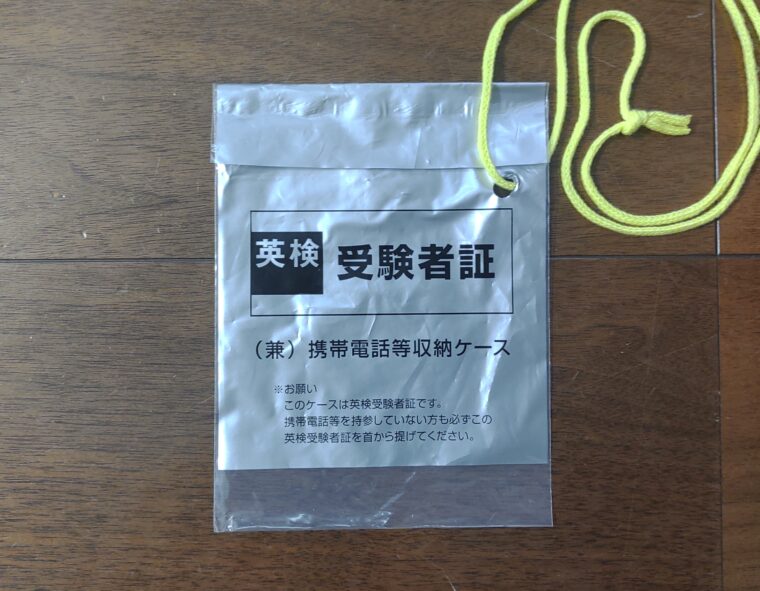 英検 受験者証
（兼）携帯電話等収納ケース
※お願い
このケースは英検受験者証です。
携帯電話等を持参していない方も必ずこの
英検受験者証を首から提げてください。